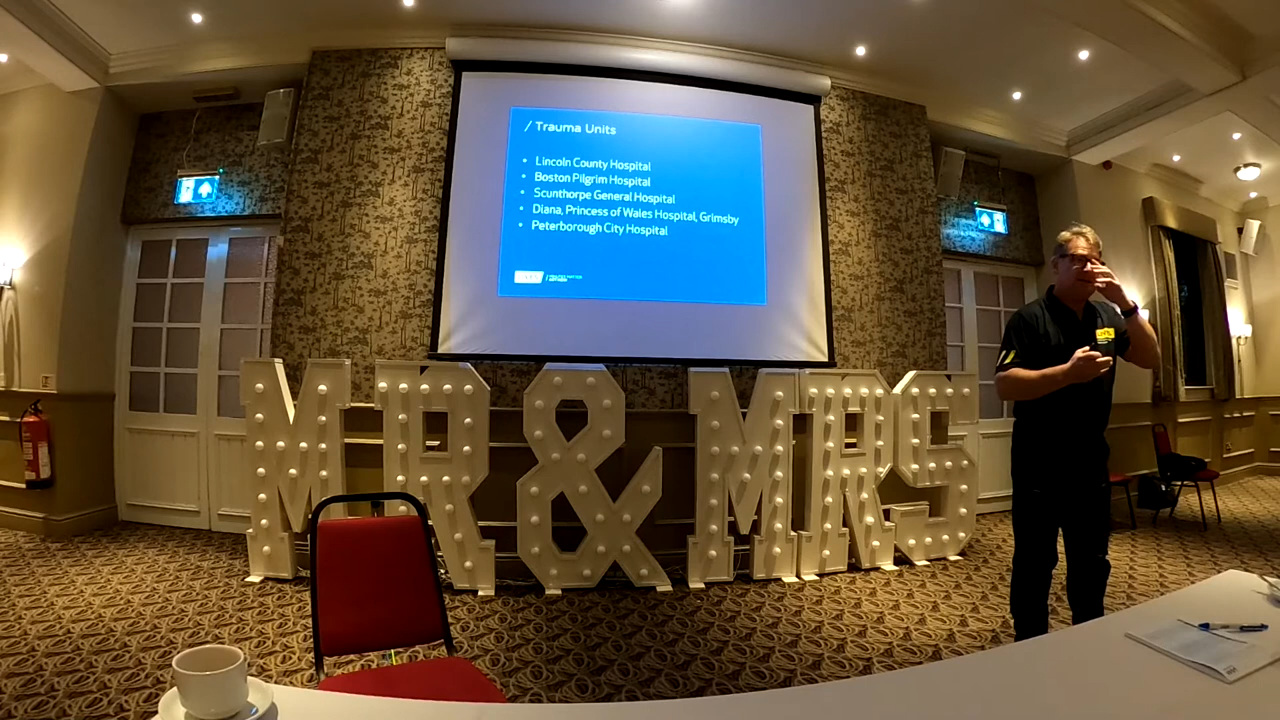 / Trauma Units
• Lincoln County Hospital
• Boston Pilgrim Hospital
• Scunthorpe General Hospital
• Diana, Princess of Wales Hospital, Grimsby
• Peterborough City Hospital
MR & MRS